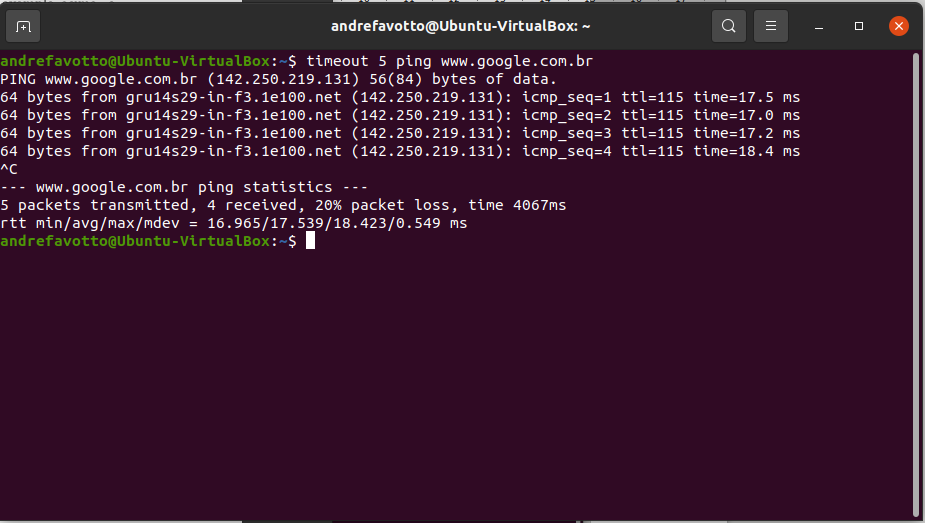 andrefavotto@Ubuntu-VirtualBox: ~
andrefavotto@Ubuntu-VirtualBox:~$ timeout 5 ping www.google.com.br
PING www.google.com.br (142.250.219.131) 56(84) bytes of data.
64 bytes from gru14s29-in-f3.1e100.net (142.250.219.131): icmp_seq=1 ttl=115 time=17.5 ms
64 bytes from gru14s29-in-f3.1e100.net (142.250.219.131): icmp_seq=2 ttl=115 time=17.0 ms
64 bytes from gru14s29-in-f3.1e100.net (142.250.219.131): icmp_seq=3 ttl=115 time=17.2 ms
64 bytes from gru14s29-in-f3.1e100.net (142.250.219.131): icmp_seq=4 ttl=115 time=18.4 ms
^C
--- www.google.com.br ping statistics ---
5 packets transmitted, 4 received, 20% packet loss, time 4067ms
rtt min/avg/max/mdev = 16.965/17.539/18.423/0.549 ms
andrefavotto@Ubuntu-VirtualBox:~$